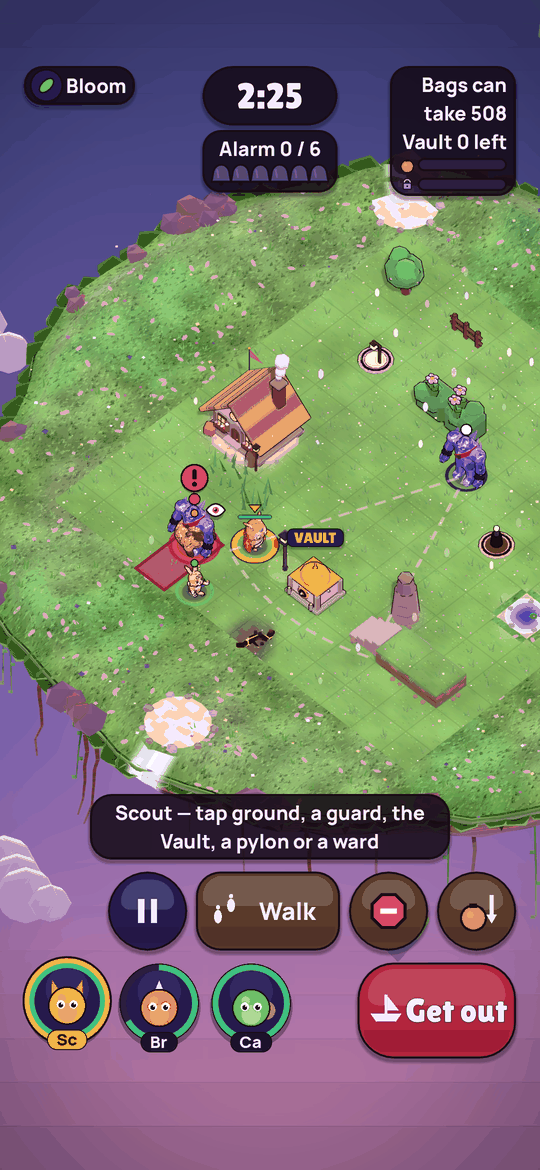 Bloom
2:25
Alarm 0 / 6
Bags can
take 508
Vault 0 left
!
VAULT
Scout – tap ground, a guard, the
Vault, a pylon or a ward
Walk
Sc
Br
Ca
Get out